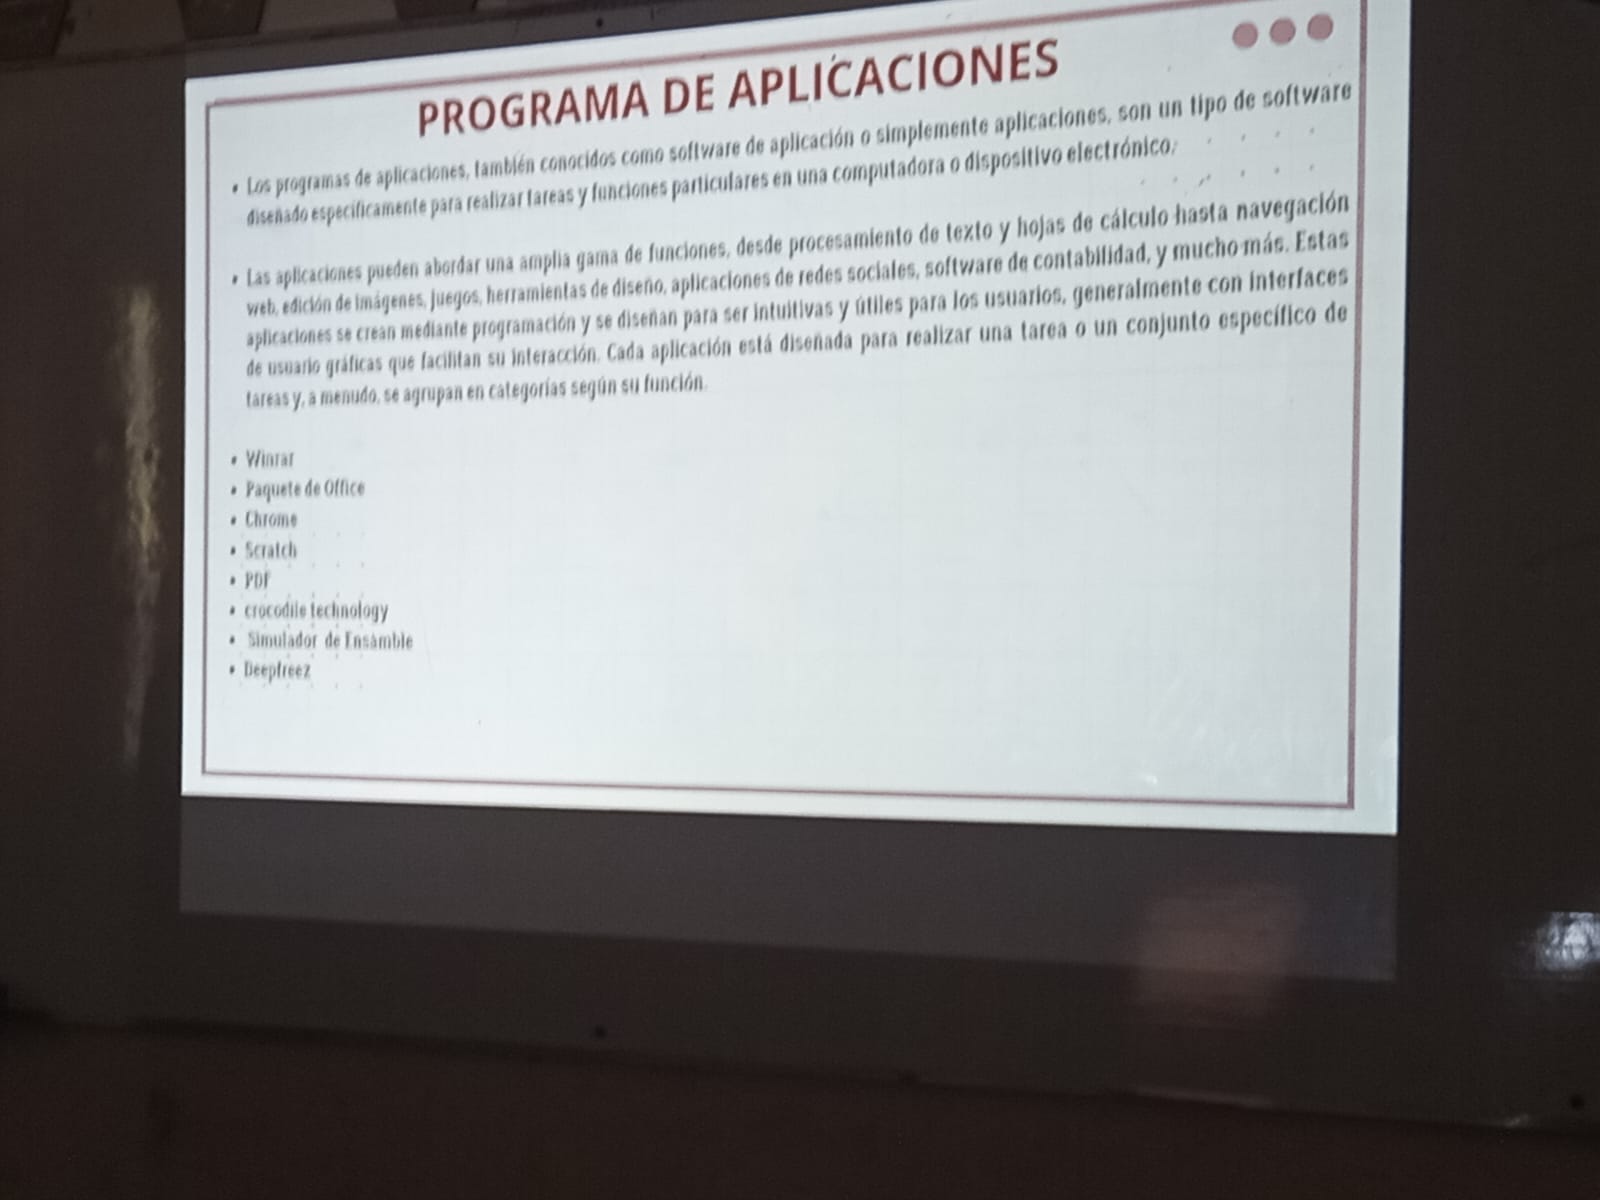 PROGRAMA DE APLICACIONES
• Los programas de aplicaciones, también conocidos como software de aplicación o simplemente aplicaciones, son un tipo de software
diseñado específicamente para realizar tareas y funciones particulares en una computadora o dispositivo electrónico.
• Las aplicaciones pueden abordar una amplia gama de funciones, desde procesamiento de texto y hojas de cálculo hasta navegación
web, edición de imágenes, juegos, herramientas de diseño, aplicaciones de redes sociales, software de contabilidad, y mucho más. Estas
aplicaciones se crean mediante programación y se diseñan para ser intuitivas y útiles para los usuarios, generalmente con interfaces
de usuario gráficas que facilitan su interacción. Cada aplicación está diseñada para realizar una tarea o un conjunto específico de
tareas y, a menudo, se agrupan en categorías según su función.
• Winrar
• Paquete de Office
• Chrome
• Scratch
• PDF
• crocodile technology
• Simulador de Ensamble
• Deepfreez